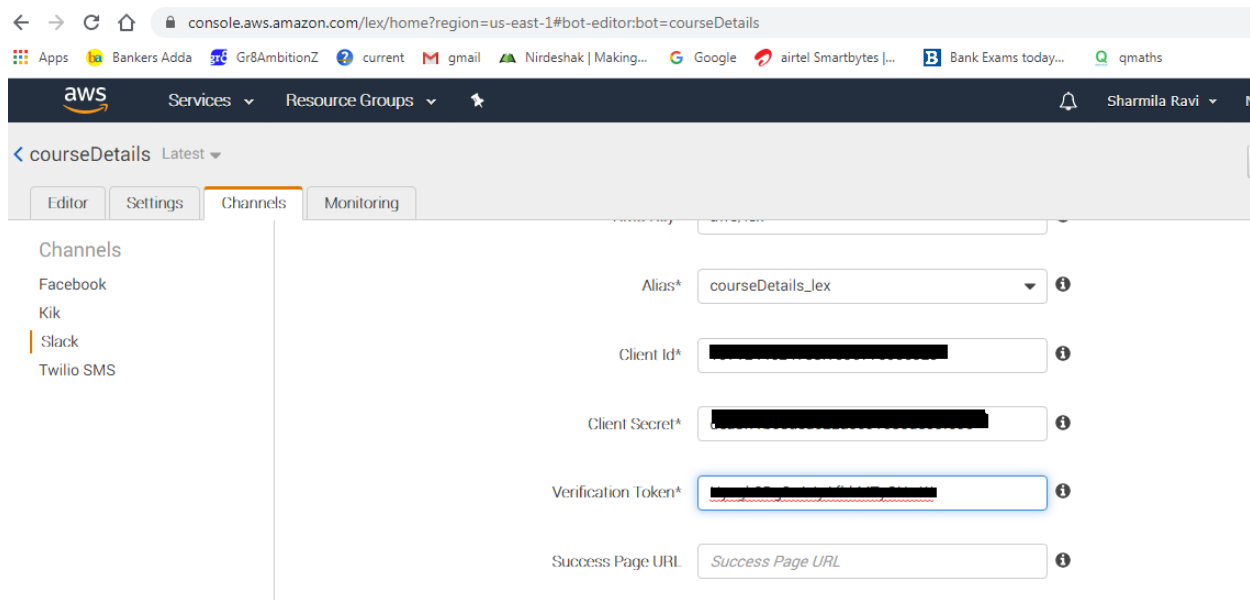 console.aws.amazon.com/lex/home?region=us-east-1#bot-editor:bot=courseDetails
Apps ba Bankers Adda gr8 Gr8AmbitionZ current gmail Nirdeshak | Making... Google airtel Smartbytes |... B Bank Exams today... qmaths
aws Services Resource Groups Sharmila Ravi
courseDetails Latest
Editor Settings Channels Monitoring
Channels
Facebook
Kik
Slack
Twilio SMS
Alias* courseDetails_lex
Client Id*
Client Secret*
Verification Token*
Success Page URL Success Page URL